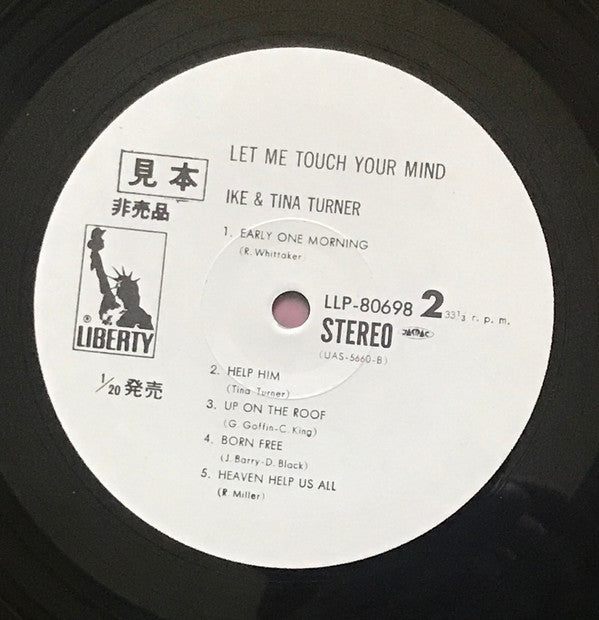 LET ME TOUCH YOUR MIND
見本
非売品
IKE & TINA TURNER
1. EARLY ONE MORNING
(R. Whittaker)
® LIBERTY
LLP-80698 2 33⅓ r. p. m.
STEREO
(UAS-5660-B)
1/20 発売
2. HELP HIM
(Tina Turner)
3. UP ON THE ROOF
(G. Goffin-C. King)
4. BORN FREE
(J. Barry-D. Black)
5. HEAVEN HELP US ALL
(R. Miller)